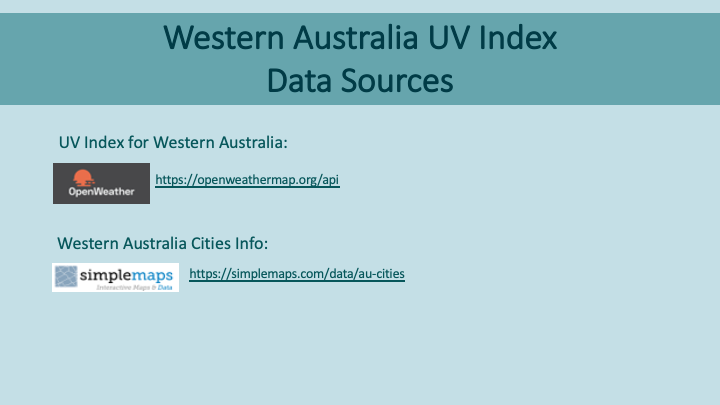 Western Australia UV Index
Data Sources
UV Index for Western Australia:
OpenWeather
https://openweathermap.org/api
Western Australia Cities Info:
simplemaps
Interactive Maps & Data
https://simplemaps.com/data/au-cities